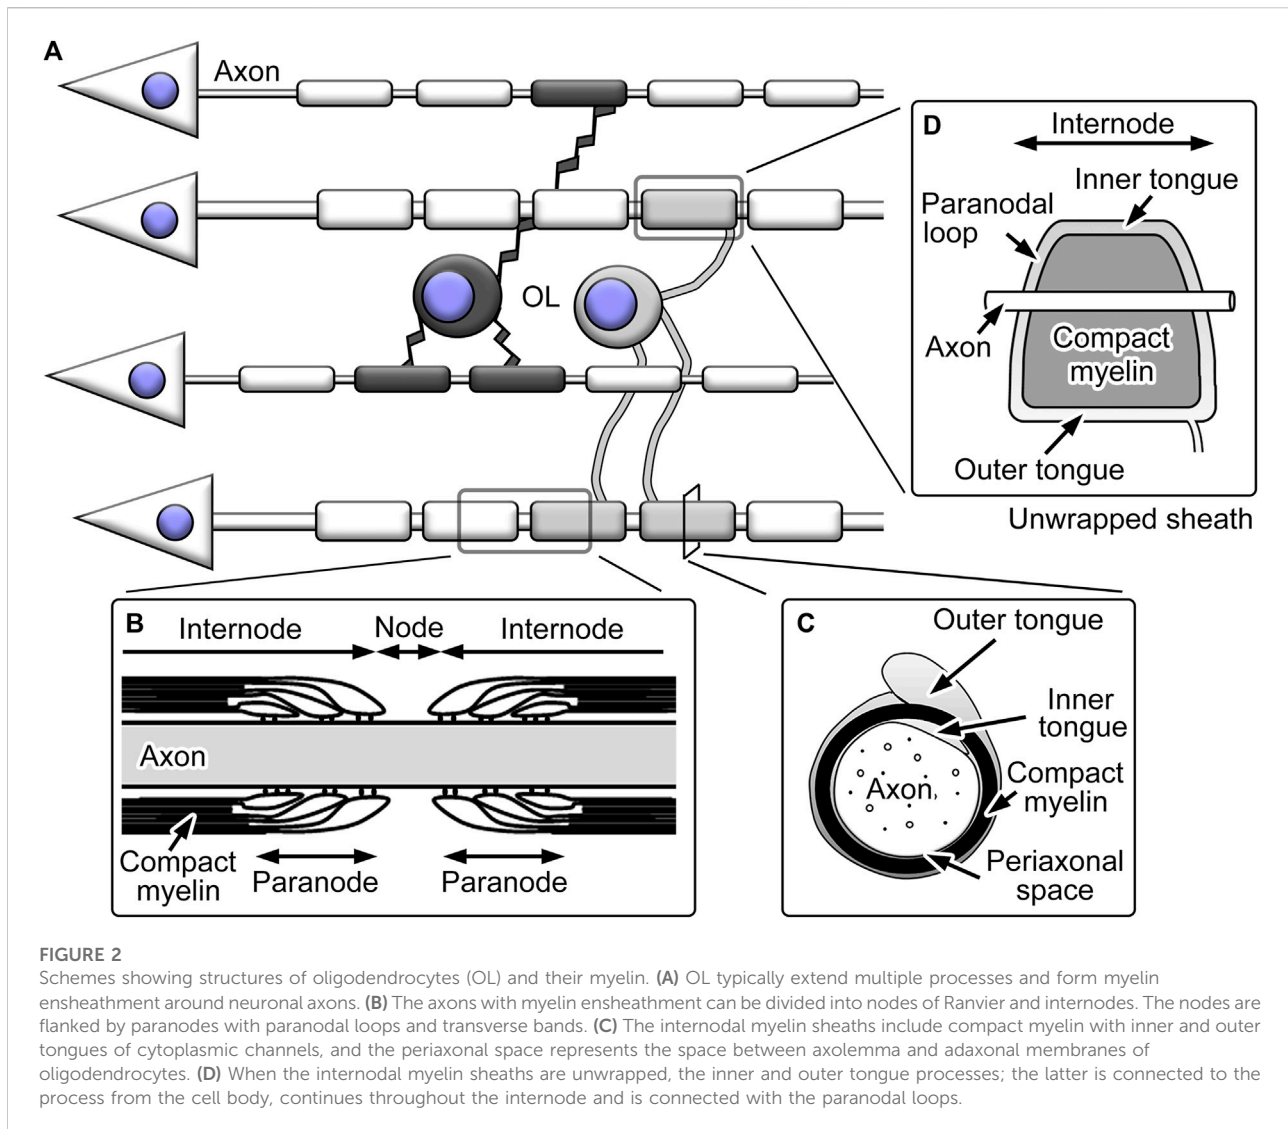 A
Axon
OL
D
Internode
Inner tongue
Paranodal
loop
Axon
Compact
myelin
Outer tongue
Unwrapped sheath
B
Internode
Node
Internode
Axon
Compact
myelin
Paranode
Paranode
C
Outer tongue
Inner
tongue
Axon
Compact
myelin
Periaxonal
space
FIGURE 2
Schemes showing structures of oligodendrocytes (OL) and their myelin. (A) OL typically extend multiple processes and form myelin
ensheathment around neuronal axons. (B) The axons with myelin ensheathment can be divided into nodes of Ranvier and internodes. The nodes are
flanked by paranodes with paranodal loops and transverse bands. (C) The internodal myelin sheaths include compact myelin with inner and outer
tongues of cytoplasmic channels, and the periaxonal space represents the space between axolemma and adaxonal membranes of
oligodendrocytes. (D) When the internodal myelin sheaths are unwrapped, the inner and outer tongue processes; the latter is connected to the
process from the cell body, continues throughout the internode and is connected with the paranodal loops.